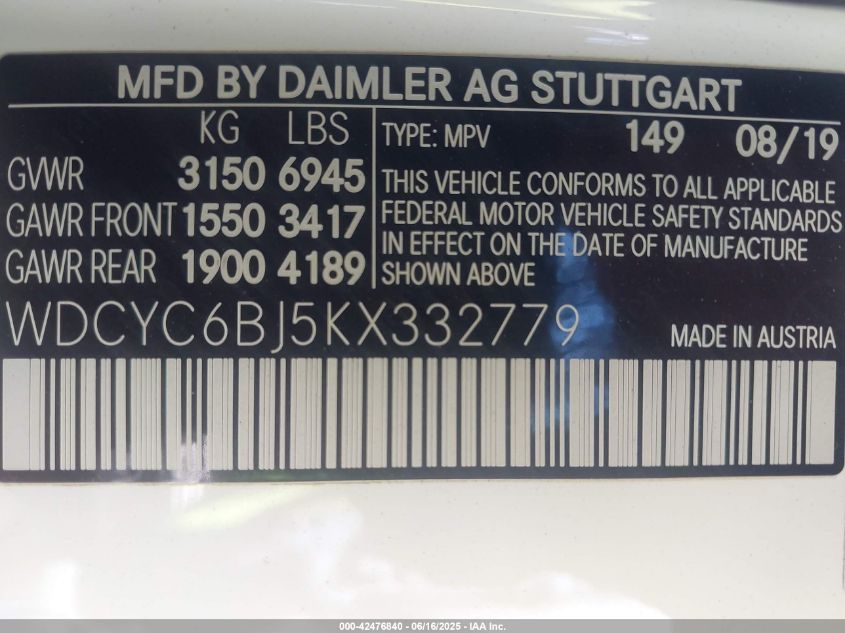 MFD BY DAIMLER AG STUTTGART
KG LBS
GVWR 3150 6945
GAWR FRONT 1550 3417
GAWR REAR 1900 4189
TYPE: MPV 149 08/19
THIS VEHICLE CONFORMS TO ALL APPLICABLE
FEDERAL MOTOR VEHICLE SAFETY STANDARDS
IN EFFECT ON THE DATE OF MANUFACTURE
SHOWN ABOVE
WDCYC6BJ5KX332779 MADE IN AUSTRIA
000-42476840 - 06/16/2025 - IAA Inc.